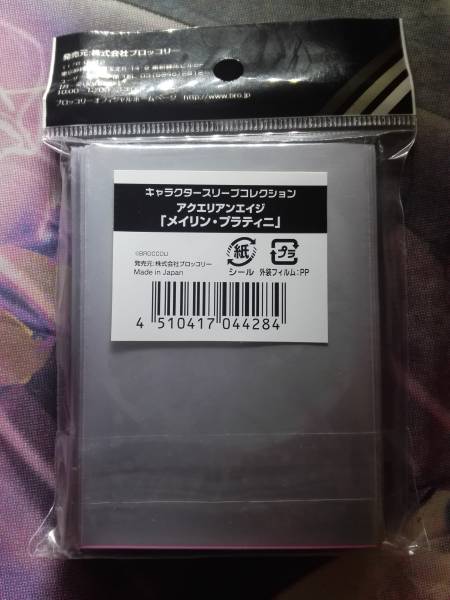 発売元:株式会社ブロッコリー
10:00~12:00
ブロッコリーオフィシャルホームページ http://www.bro.jp
キャラクタースリーブコレクション
アクエリアンエイジ
「メイリン・プラティニ」
©BROCCOLI
発売元:株式会社ブロッコリー
Made in Japan
紙
シール
プラ
外装フィルム:PP
4 510417 044284